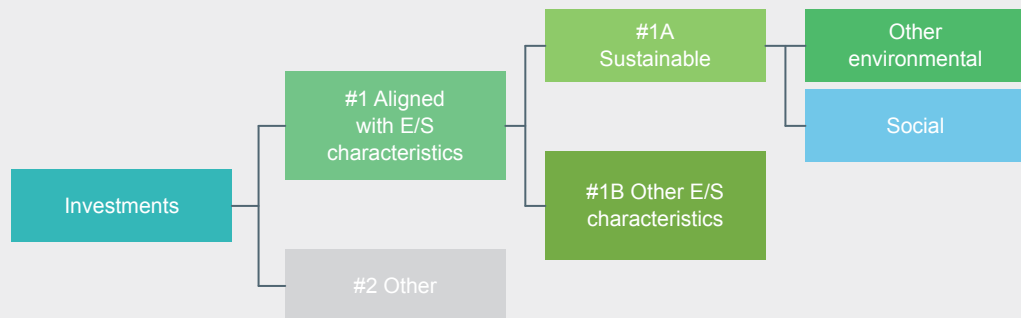 Investments
#1 Aligned
with E/S
characteristics
#2 Other
#1A
Sustainable
#1B Other E/S
characteristics
Other
environmental
Social